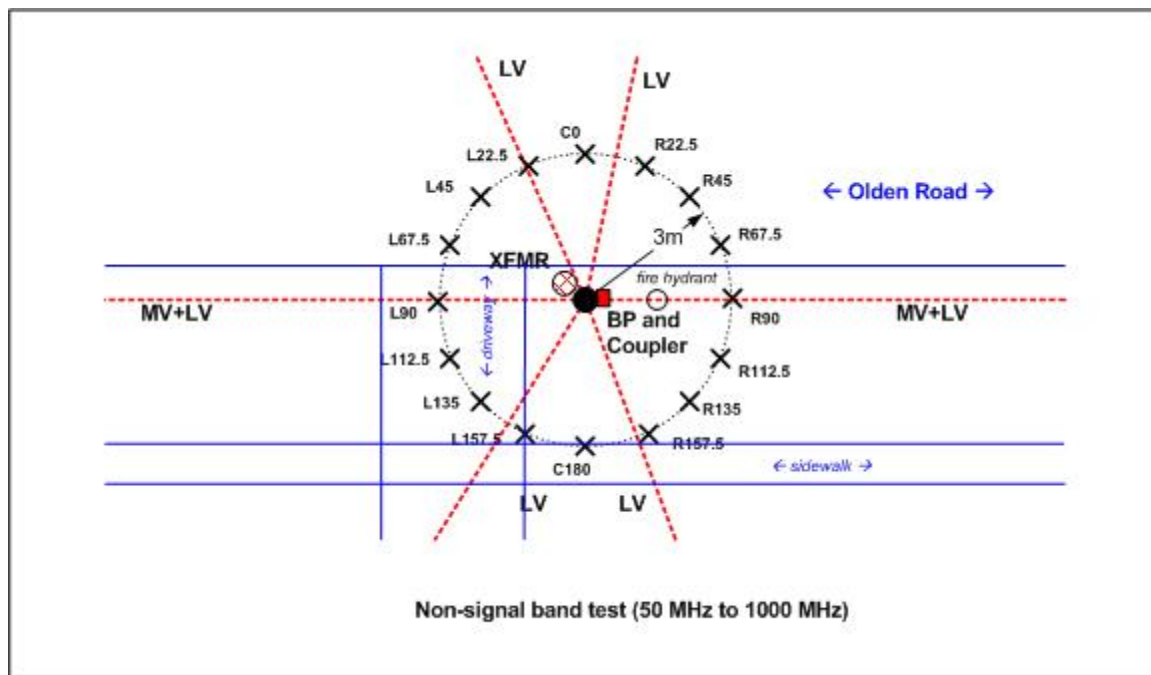 LV
LV
C0
L22.5
R22.5
L45
R45
← Olden Road →
3m
L67.5
R67.5
XFMR
fire hydrant
← driveway →
MV+LV
L90
BP and
Coupler
R90
MV+LV
L112.5
R112.5
L135
R135
L157.5
R157.5
C180
← sidewalk →
LV
LV
Non-signal band test (50 MHz to 1000 MHz)